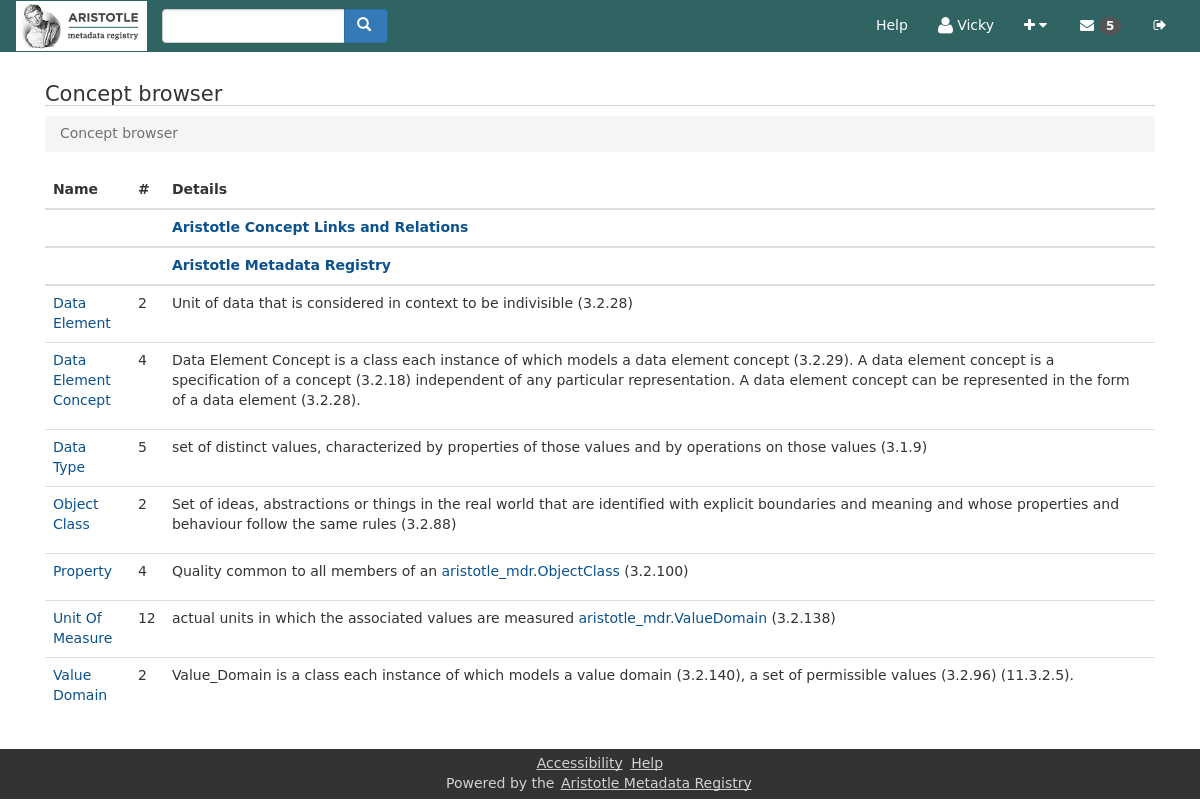 ARISTOTLE
metadata registry
Help Vicky 5
Concept browser
Concept browser
Name # Details
Aristotle Concept Links and Relations
Aristotle Metadata Registry
Data 2 Unit of data that is considered in context to be indivisible (3.2.28)
Element
Data 4 Data Element Concept is a class each instance of which models a data element concept (3.2.29). A data element concept is a
Element specification of a concept (3.2.18) independent of any particular representation. A data element concept can be represented in the form
Concept of a data element (3.2.28).
Data 5 set of distinct values, characterized by properties of those values and by operations on those values (3.1.9)
Type
Object 2 Set of ideas, abstractions or things in the real world that are identified with explicit boundaries and meaning and whose properties and
Class behaviour follow the same rules (3.2.88)
Property 4 Quality common to all members of an aristotle_mdr.ObjectClass (3.2.100)
Unit Of 12 actual units in which the associated values are measured aristotle_mdr.ValueDomain (3.2.138)
Measure
Value 2 Value_Domain is a class each instance of which models a value domain (3.2.140), a set of permissible values (3.2.96) (11.3.2.5).
Domain
Accessibility Help
Powered by the Aristotle Metadata Registry